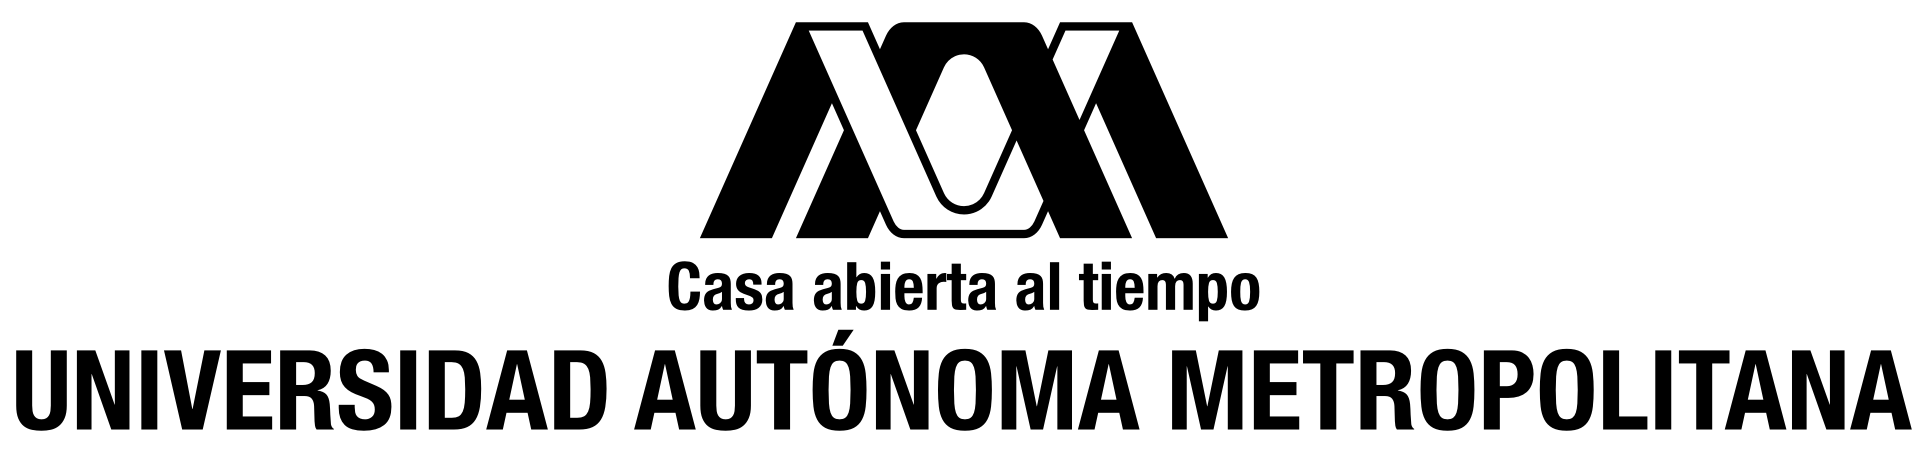 Casa abierta al tiempo
UNIVERSIDAD AUTÓNOMA METROPOLITANA